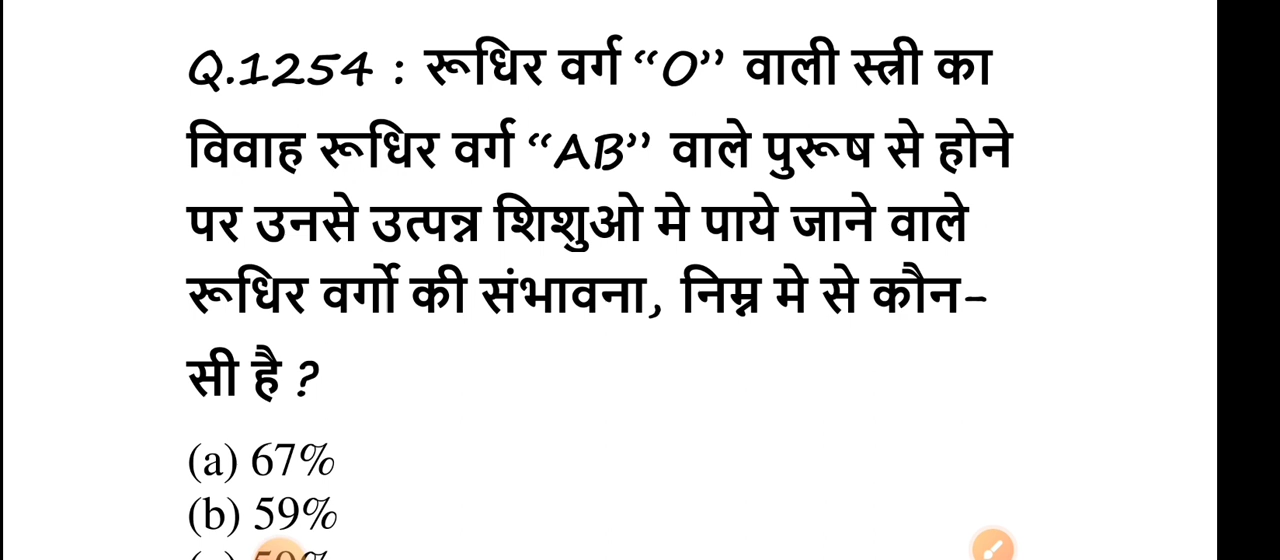 Q.1254 : रूधिर वर्ग “O” वाली स्त्री का
विवाह रूधिर वर्ग “AB” वाले पुरूष से होने
पर उनसे उत्पन्न शिशुओ मे पाये जाने वाले
रूधिर वर्गो की संभावना, निम्न मे से कौन-
सी है ?
(a) 67%
(b) 59%